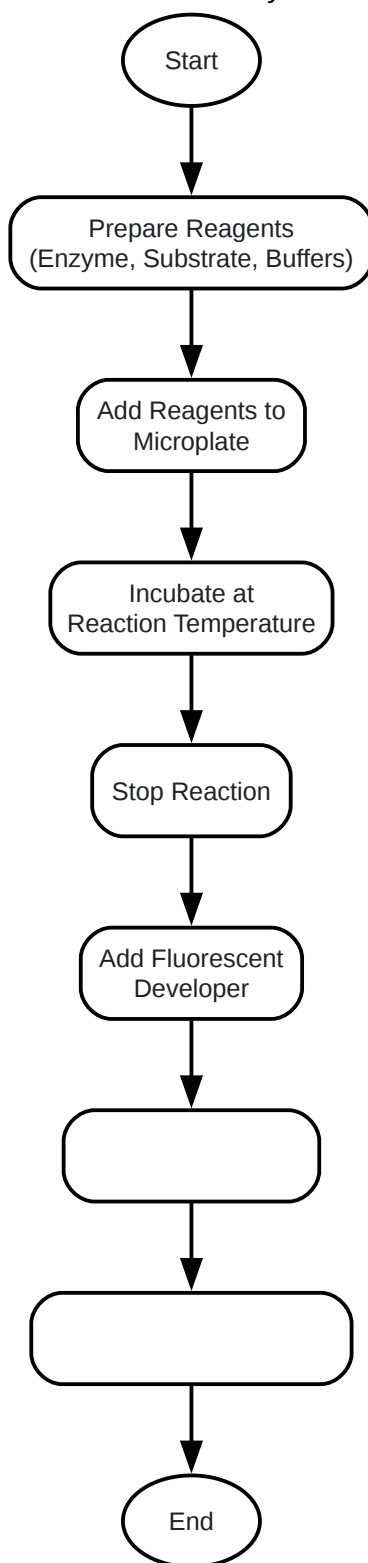 Start
Prepare Reagents
(Enzyme, Substrate, Buffers)
Add Reagents to
Microplate
Incubate at
Reaction Temperature
Stop Reaction
Add Fluorescent
Developer
End